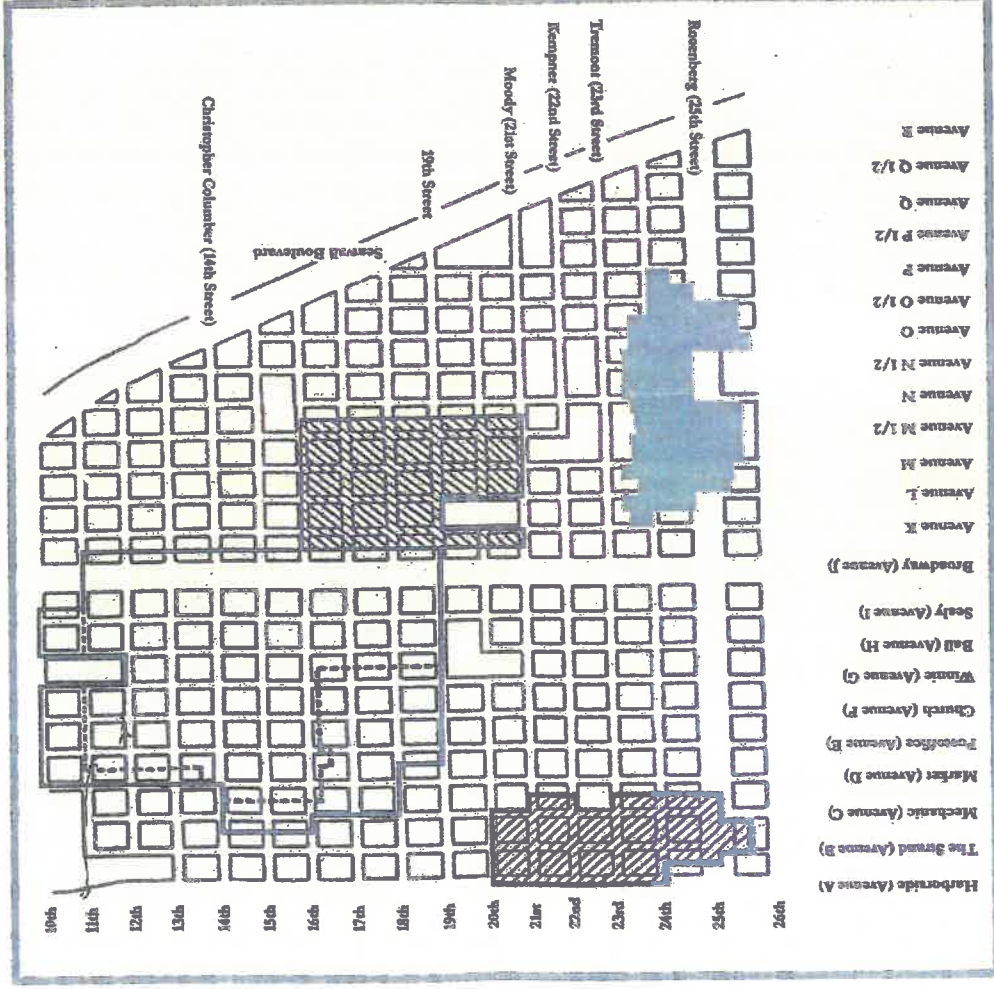 Rosenberg (25th Street)
Tremont (23rd Street)
Kempner (22nd Street)
Moody (21st Street)
19th Street
Christopher Columber (14th Street)
Seawall Boulevard
Avenue R
Avenue Q 1/2
Avenue Q
Avenue P 1/2
Avenue P
Avenue O 1/2
Avenue O
Avenue N 1/2
Avenue N
Avenue M 1/2
Avenue M
Avenue L
Avenue K
Broadway (Avenue J)
Sealy (Avenue I)
Ball (Avenue H)
Winnie (Avenue G)
Church (Avenue F)
Postoffice (Avenue E)
Market (Avenue D)
Mechanic (Avenue C)
The Strand (Avenue B)
Harborside (Avenue A)
10th
11th
12th
13th
14th
15th
16th
17th
18th
19th
20th
21st
22nd
23rd
24th
25th
26th